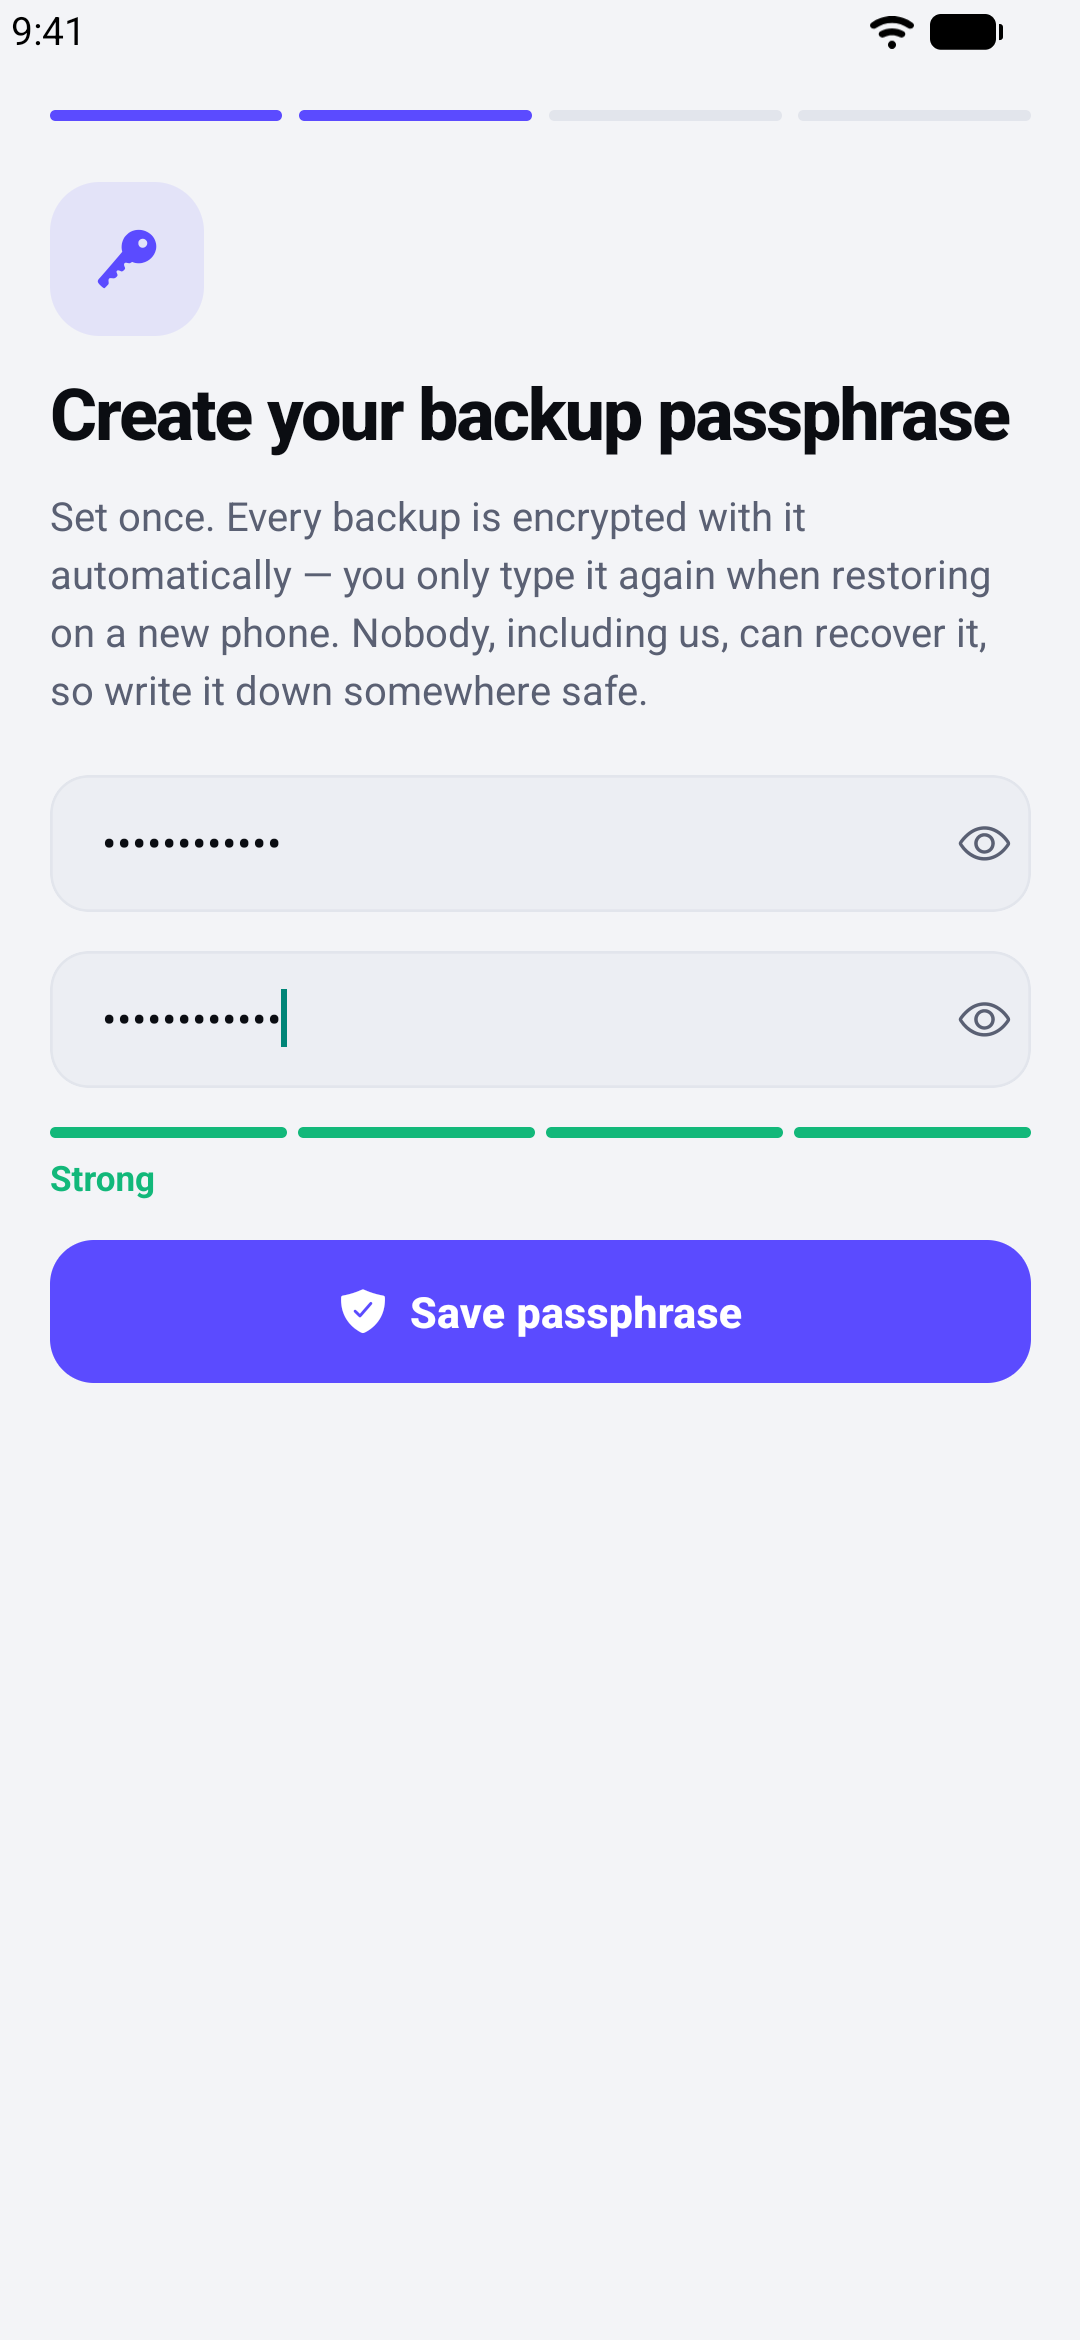 9:41
Create your backup passphrase
Set once. Every backup is encrypted with it
automatically — you only type it again when restoring
on a new phone. Nobody, including us, can recover it,
so write it down somewhere safe.
••••••••••••
••••••••••••
Strong
Save passphrase